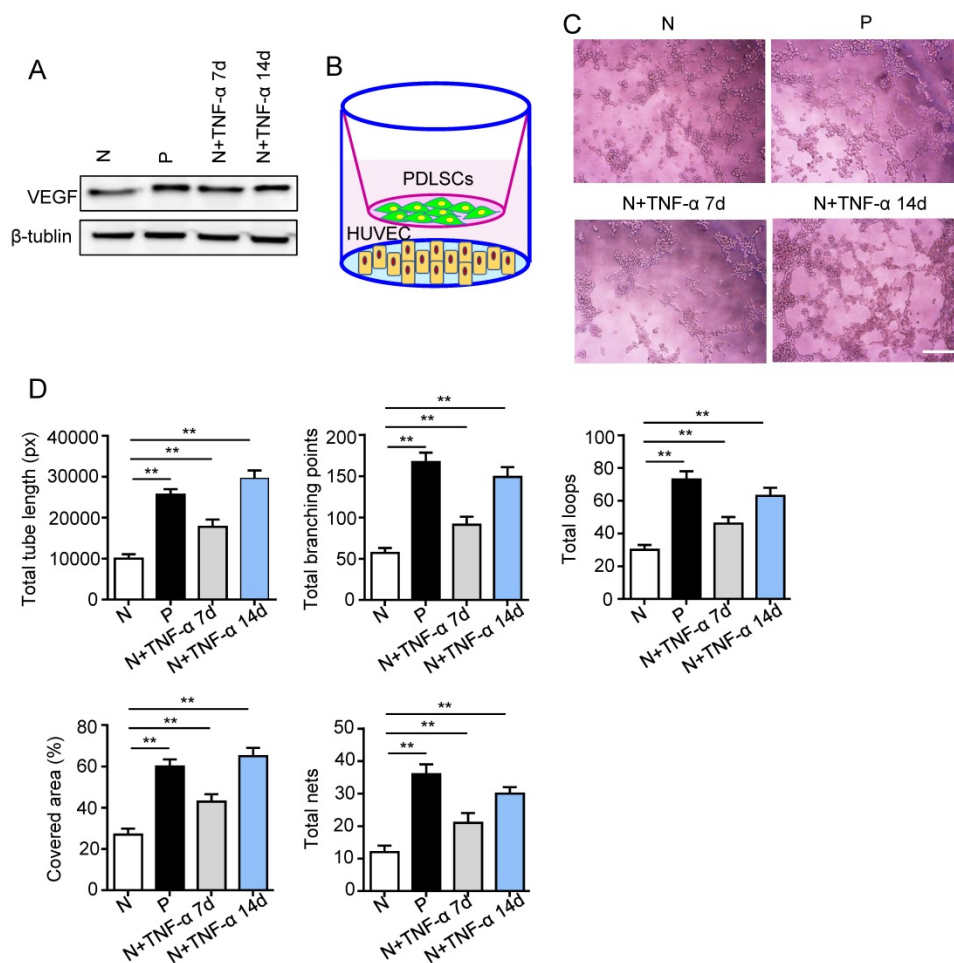 A
N
P
N+TNF-α 7d
N+TNF-α 14d
VEGF
β-tublin
B
PDLSCs
HUVEC
C
N
P
N+TNF-α 7d
N+TNF-α 14d
D
Total tube length (px)
40000
30000
20000
10000
0
**
**
**
N
P
N+TNF-α 7d
N+TNF-α 14d
Total branching points
200
150
100
50
0
**
**
**
N
P
N+TNF-α 7d
N+TNF-α 14d
Total loops
100
80
60
40
20
0
**
**
**
N
P
N+TNF-α 7d
N+TNF-α 14d
Covered area (%)
80
60
40
20
0
**
**
**
N
P
N+TNF-α 7d
N+TNF-α 14d
Total nets
50
40
30
20
10
0
**
**
**
N
P
N+TNF-α 7d
N+TNF-α 14d